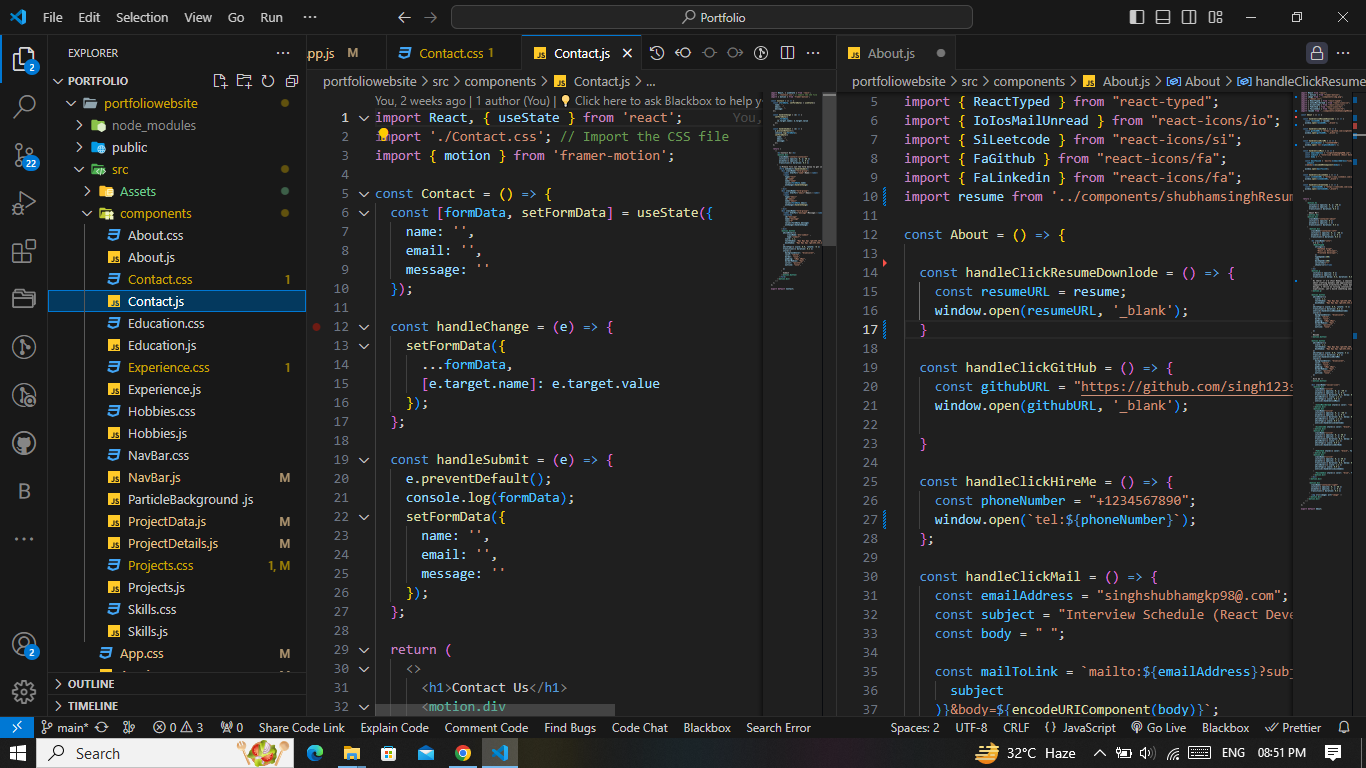 File Edit Selection View Go Run ··· Portfolio
EXPLORER
PORTFOLIO
portfoliowebsite
node_modules
public
src
Assets
components
About.css
About.js
Contact.css 1
Contact.js
Education.css
Education.js
Experience.css 1
Experience.js
Hobbies.css
Hobbies.js
NavBar.css
NavBar.js M
ParticleBackground .js
ProjectData.js M
ProjectDetails.js M
Projects.css 1, M
Projects.js
Skills.css
Skills.js
App.css M
OUTLINE
TIMELINE
2
22
B
2
pp.js M Contact.css 1 Contact.js
portfoliowebsite > src > components > Contact.js > ...
You, 2 weeks ago | 1 author (You) | Click here to ask Blackbox to help y
1 import React, { useState } from 'react'; You,
2 import './Contact.css'; // Import the CSS file
3 import { motion } from 'framer-motion';
4
5 const Contact = () => {
6 const [formData, setFormData] = useState({
7 name: '',
8 email: '',
9 message: ''
10 });
11
12 const handleChange = (e) => {
13 setFormData({
14 ...formData,
15 [e.target.name]: e.target.value
16 });
17 };
18
19 const handleSubmit = (e) => {
20 e.preventDefault();
21 console.log(formData);
22 setFormData({
23 name: '',
24 email: '',
25 message: ''
26 });
27 };
28
29 return (
30 <>
31 <h1>Contact Us</h1>
32 <motion.div
About.js
portfoliowebsite > src > components > About.js > About > handleClickResume
5 import { ReactTyped } from "react-typed";
6 import { IoIosMailUnread } from "react-icons/io";
7 import { SiLeetcode } from "react-icons/si";
8 import { FaGithub } from "react-icons/fa";
9 import { FaLinkedin } from "react-icons/fa";
10 import resume from '../components/shubhamsinghResum
11
12 const About = () => {
13
14 const handleClickResumeDownlode = () => {
15 const resumeURL = resume;
16 window.open(resumeURL, '_blank');
17 }
18
19 const handleClickGitHub = () => {
20 const githubURL = "https://github.com/singh123s
21 window.open(githubURL, '_blank');
22
23 }
24
25 const handleClickHireMe = () => {
26 const phoneNumber = "+1234567890";
27 window.open(`tel:${phoneNumber}`);
28 };
29
30 const handleClickMail = () => {
31 const emailAddress = "singhshubhamgkp98@.com";
32 const subject = "Interview Schedule (React Deve
33 const body = " ";
34
35 const mailToLink = `mailto:${emailAddress}?subj
36 subject
37 )}&body=${encodeURIComponent(body)}`;
main* 0 3 0 Share Code Link Explain Code Comment Code Find Bugs Code Chat Blackbox Search Error Spaces: 2 UTF-8 CRLF {} JavaScript Go Live Blackbox Prettier
Search 32°C Haze ENG 08:51 PM